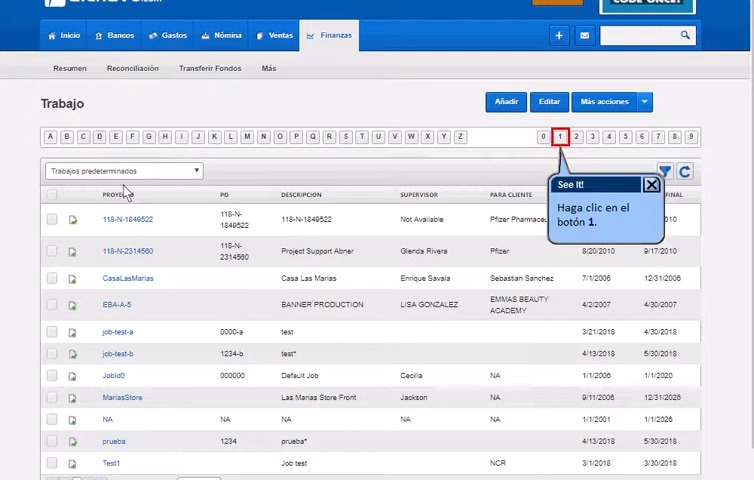 CODE ONCE!
Inicio Bancos Gastos Nómina Ventas Finanzas
Resumen Reconciliación Transferir Fondos Más
Trabajo
Añadir Editar Más acciones
A B C D E F G H I J K L M N O P Q R S T U V W X Y Z 0 1 2 3 4 5 6 7 8 9
Trabajos predeterminados
See It!
Haga clic en el
botón 1.
PO DESCRIPCION SUPERVISOR PARA CLIENTE
118-N-1849522 118-N-1849522 118-N-1849522 Not Available
118-N-2314560 118-N-2314560 Project Support Abner Glenda Rivera Pfizer 8/20/2010 9/17/2010
CasaLasMarias Casa Las Marias Enrique Savala Sebastian Sanchez 7/1/2006 12/31/2006
EBA-A-5 BANNER PRODUCTION LISA GONZALEZ EMMAS BEAUTY ACADEMY 4/2/2007 4/30/2007
job-test-a 0000-a test 3/21/2018 4/30/2018
job-test-b 1234-b test* 4/13/2018 5/30/2018
JobId0 000000 Default Job Cecilia NA 1/1/2006 1/1/2020
MariasStore Las Marias Store Front Jackson NA 9/11/2006 12/31/2026
NA NA NA NA NA 1/1/2001 1/1/2026
prueba 1234 prueba* 4/13/2018 5/30/2018
Test1 Job test NCR 3/1/2018 3/30/2018